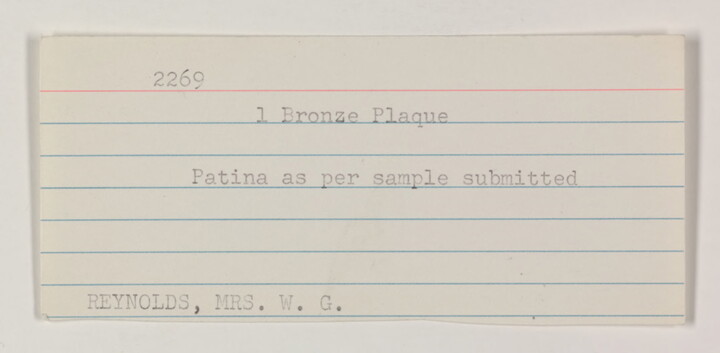 2269
1 Bronze Plaque
Patina as per sample submitted
REYNOLDS, MRS. W. G.